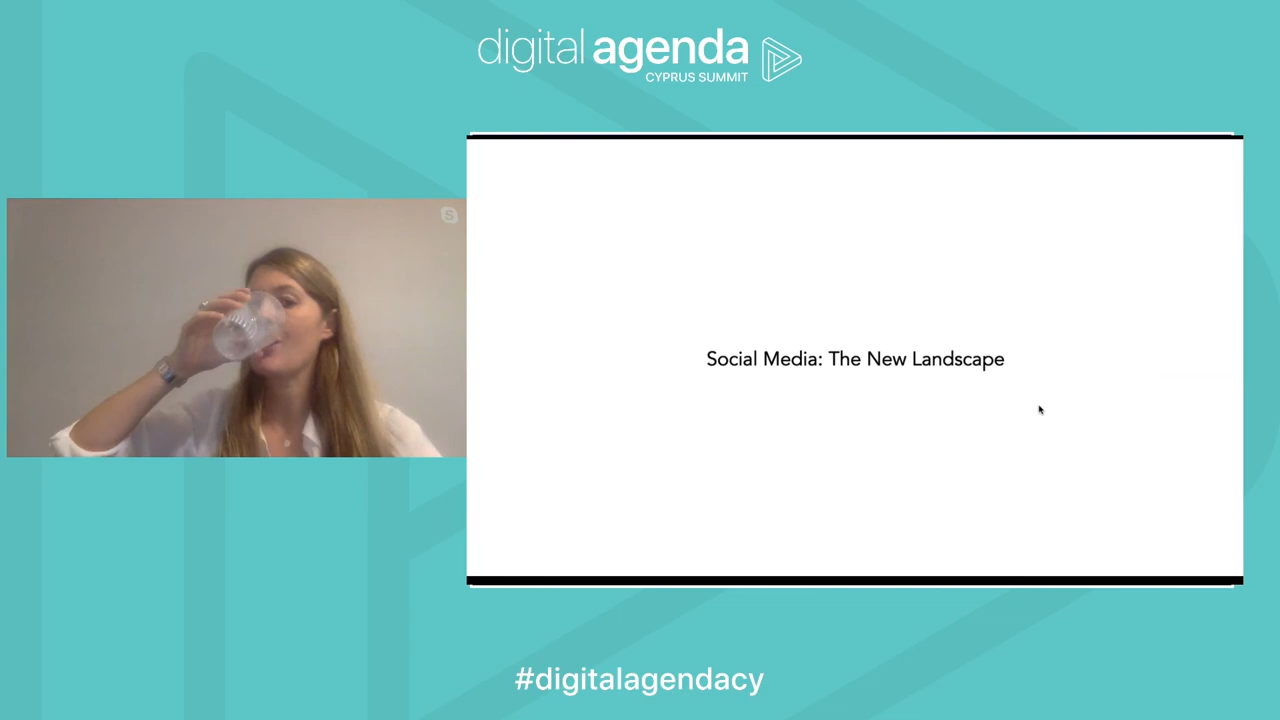 digital agenda
CYPRUS SUMMIT
S
Social Media: The New Landscape
#digitalagendacy